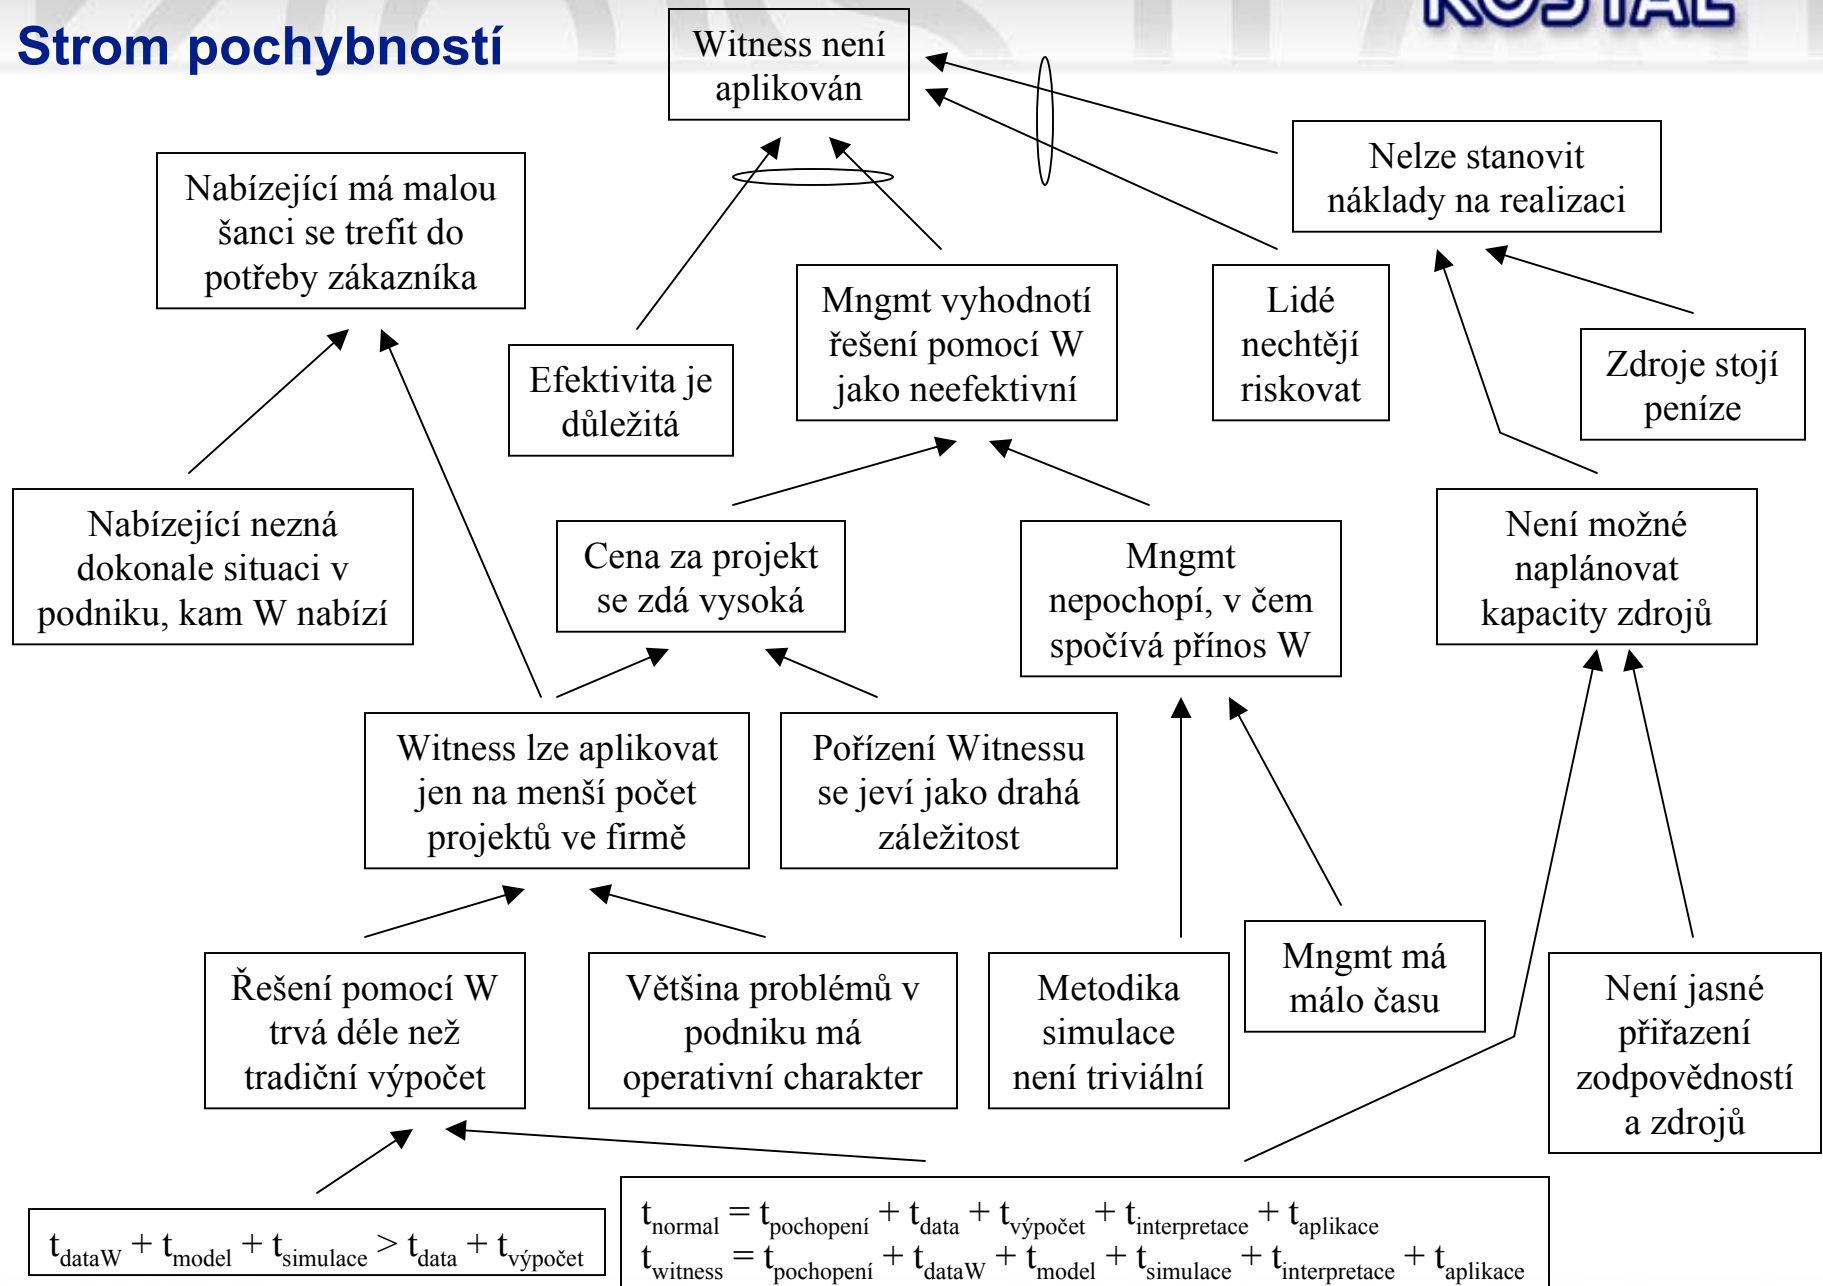 KOSTAL
Strom pochybností
Witness není
aplikován
Nelze stanovit
náklady na realizaci
Nabízející má malou
šanci se trefit do
potřeby zákazníka
Mngmt vyhodnotí
řešení pomocí W
jako neefektivní
Lidé
nechtějí
riskovat
Efektivita je
důležitá
Zdroje stojí
peníze
Nabízející nezná
dokonale situaci v
podniku, kam W nabízí
Cena za projekt
se zdá vysoká
Mngmt
nepochopí, v čem
spočívá přínos W
Není možné
naplánovat
kapacity zdrojů
Witness lze aplikovat
jen na menší počet
projektů ve firmě
Pořízení Witnessu
se jeví jako drahá
záležitost
Řešení pomocí W
trvá déle než
tradiční výpočet
Většina problémů v
podniku má
operativní charakter
Metodika
simulace
není triviální
Mngmt má
málo času
Není jasné
přiřazení
zodpovědností
a zdrojů
t_dataW + t_model + t_simulace > t_data + t_výpočet
t_normal = t_pochopení + t_data + t_výpočet + t_interpretace + t_aplikace
t_witness = t_pochopení + t_dataW + t_model + t_simulace + t_interpretace + t_aplikace